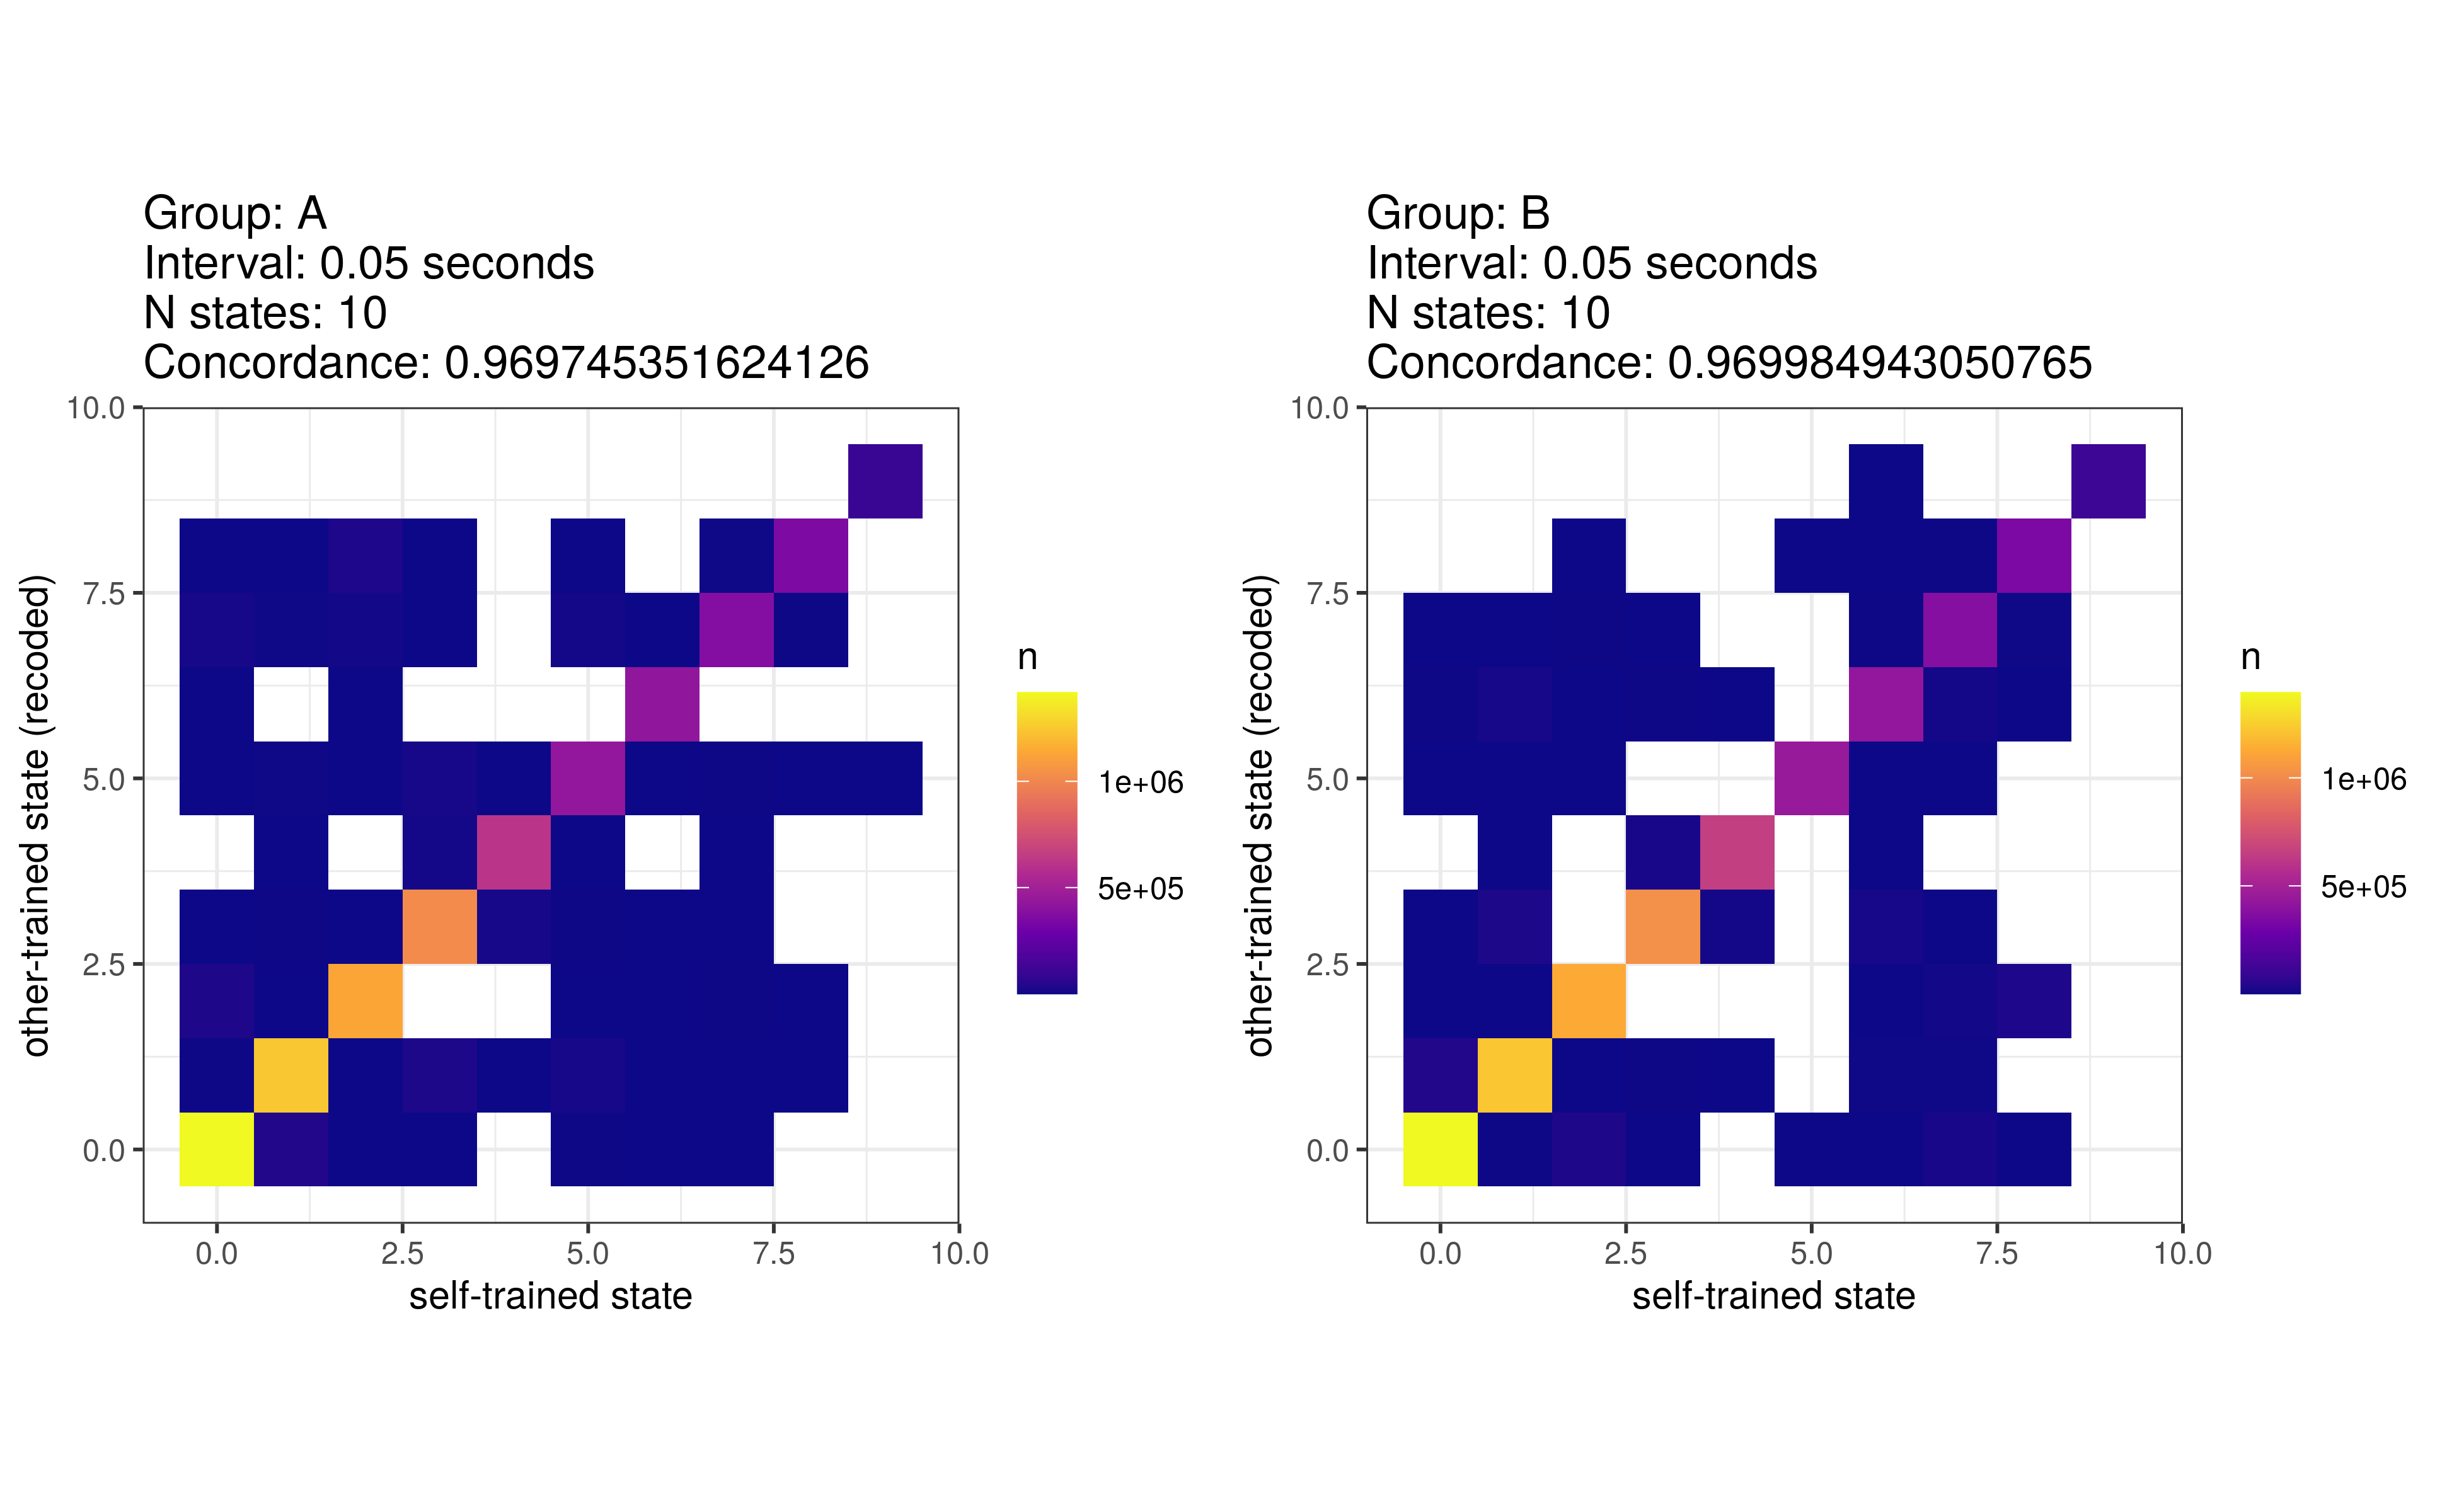 Group: A
Interval: 0.05 seconds
N states: 10
Concordance: 0.969745351624126
10.0
7.5
5.0
2.5
0.0
other-trained state (recoded)
0.0 2.5 5.0 7.5 10.0
self-trained state
n
1e+06
5e+05
Group: B
Interval: 0.05 seconds
N states: 10
Concordance: 0.969984943050765
10.0
7.5
5.0
2.5
0.0
other-trained state (recoded)
0.0 2.5 5.0 7.5 10.0
self-trained state
n
1e+06
5e+05